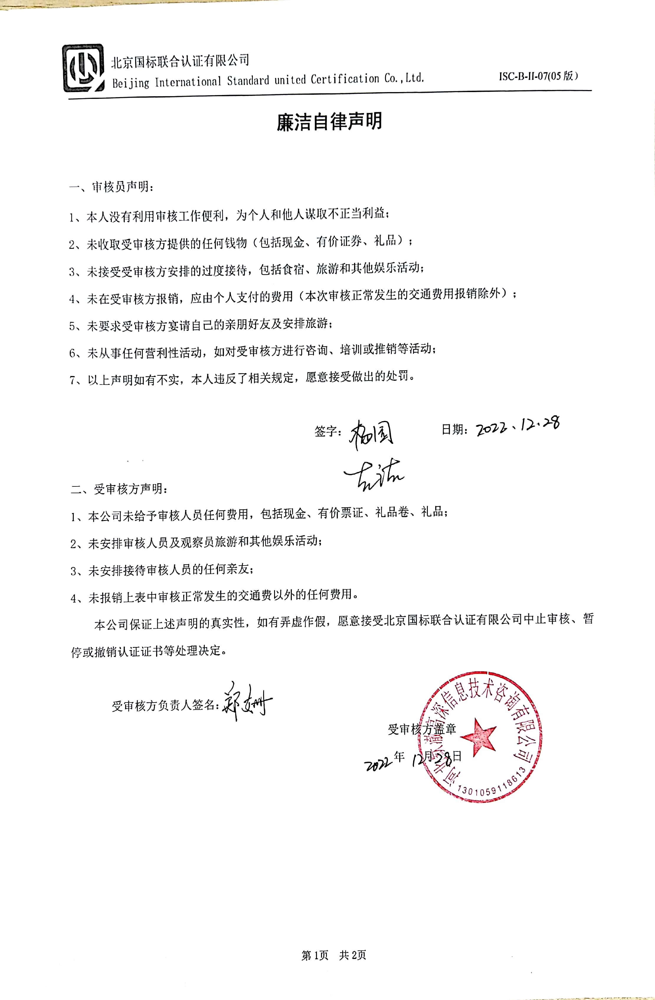 北京国标联合认证有限公司
Beijing International Standard united Certification Co.,Ltd.
ISC-B-II-07(05 版)
廉洁自律声明
一、审核员声明：
1、本人没有利用审核工作便利，为个人和他人谋取不正当利益；
2、未收取受审核方提供的任何钱物（包括现金、有价证券、礼品）；
3、未接受受审核方安排的过度接待，包括食宿、旅游和其他娱乐活动；
4、未在受审核方报销，应由个人支付的费用（本次审核正常发生的交通费用报销除外）；
5、未要求受审核方宴请自己的亲朋好友及安排旅游；
6、未从事任何营利性活动，如对受审核方进行咨询、培训或推销等活动；
7、以上声明如有不实，本人违反了相关规定，愿意接受做出的处罚。
签字： 日期：2022、12.28
二、受审核方声明：
1、本公司未给予审核人员任何费用，包括现金、有价票证、礼品卷、礼品；
2、未安排审核人员及观察员旅游和其他娱乐活动；
3、未安排接待审核人员的任何亲友；
4、未报销上表中审核正常发生的交通费以外的任何费用。
本公司保证上述声明的真实性，如有弄虚作假，愿意接受北京国标联合认证有限公司中止审核、暂
停或撤销认证证书等处理决定。
受审核方负责人签名：郑
受审核方盖章
2022年12月28日
河北 高深信息技术咨询有限公司
1301059118613
第1页 共2页